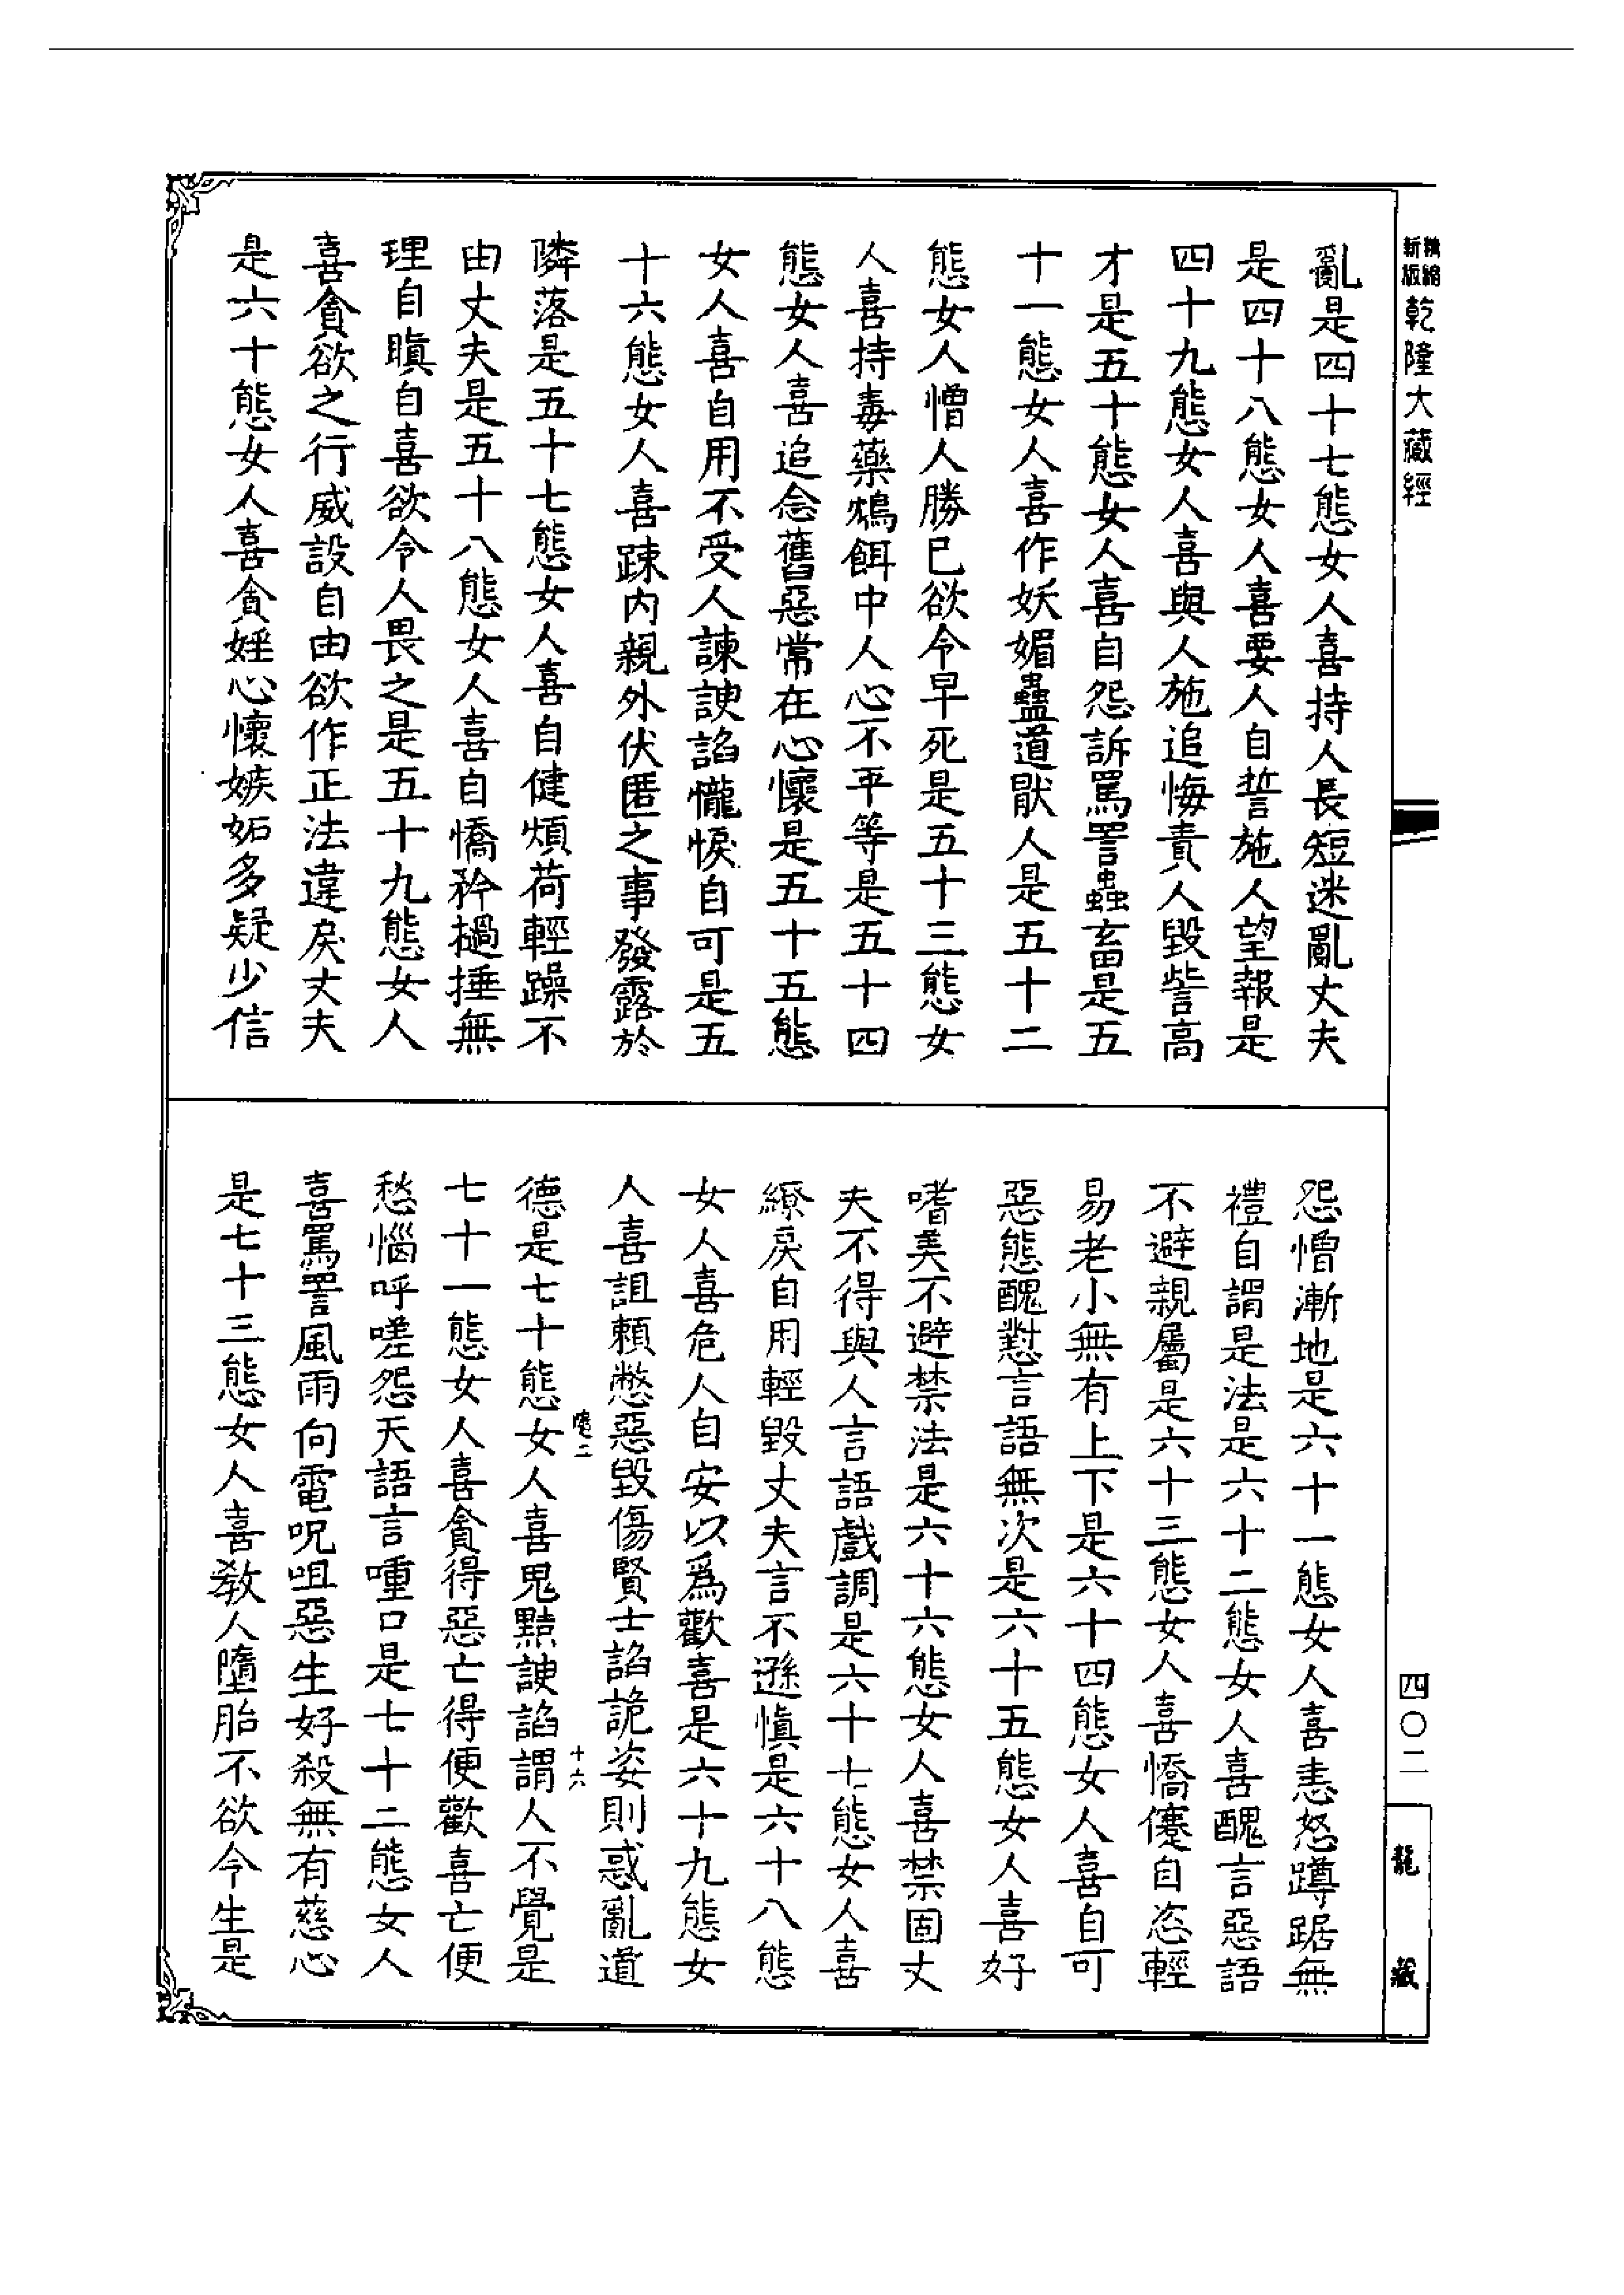 新版
乾隆大藏經
亂是四十七態女人喜持人長短迷亂丈夫
是四十八態女人喜要人自誓施人望報是
四十九態女人喜與人施追悔責人毀訾高
才是五十態女人喜自怨訴罵詈蟲畜是五
十一態女人喜作妖媚蠱道猒人是五十二
態女人憎人勝已欲令早死是五十三態女
人喜持毒藥鴆餌中人心不平等是五十四
態女人喜追念舊惡常在心懷是五十五態
女人喜自用不受人諫諛諂𢤱悷自可是五
十六態女人喜踈內親外伏匿之事發露於
隣落是五十七態女人喜自健煩荷輕躁不
由丈夫是五十八態女人喜自憍矜撾捶無
理自瞋自喜欲令人畏之是五十九態女人
喜貪欲之行威設自由欲作正法違戾丈夫
是六十態女人喜貪婬心懷嫉妬多疑少信
怨憎漸地是六十一態女人喜恚怒蹲踞無
禮自謂是法是六十二態女人喜醜言惡語
不避親屬是六十三態女人喜憍僊自恣輕
易老小無有上下是六十四態女人喜自可
惡態醜懟言語無次是六十五態女人喜好
嗜美不避禁法是六十六態女人喜禁固丈
夫不得與人言語戲調是六十七態女人喜
繚戾自用輕毀丈夫言不遜慎是六十八態
女人喜危人自安以爲歡喜是六十九態女
人喜詛賴憋惡毀傷賢士諂詭姿則惑亂道
十六
德是七十態女人喜鬼黠諛諂謂人不覺是
七十一態女人喜貪得惡亡得便歡喜亡便
愁惱呼嗟怨天語言唾口是七十二態女人
喜罵詈風雨向電呪咀惡生好殺無有慈心
是七十三態女人喜敎人墮胎不欲令生是
四〇二
龍藏